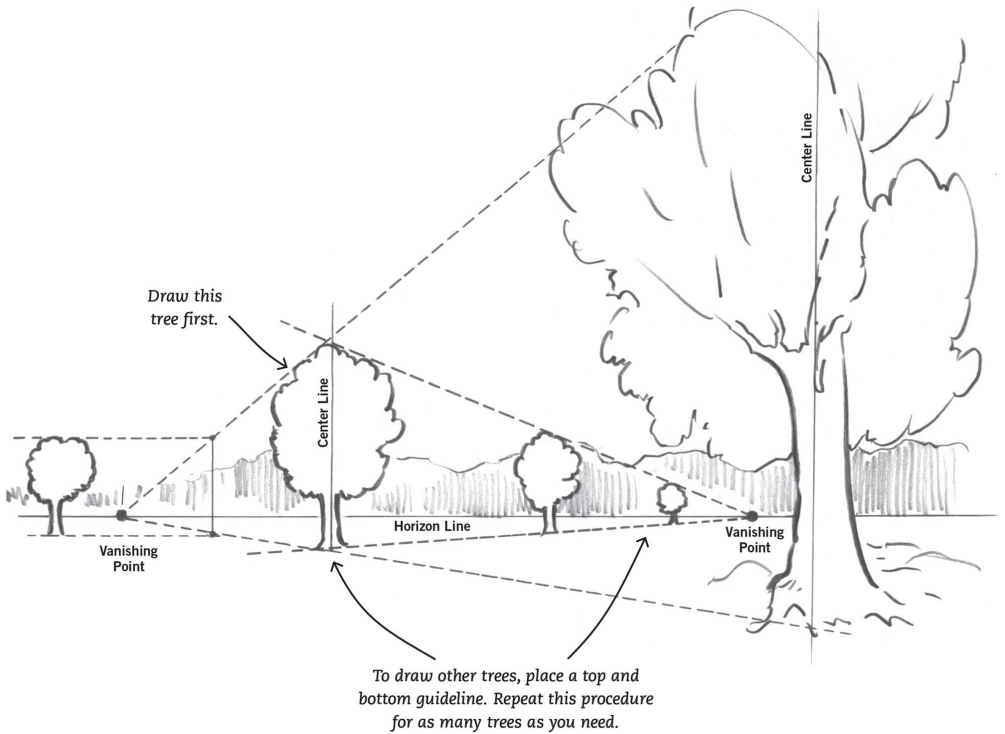 Center Line
Draw this
tree first.
Center Line
Horizon Line
Vanishing
Point
Vanishing
Point
To draw other trees, place a top and
bottom guideline. Repeat this procedure
for as many trees as you need.